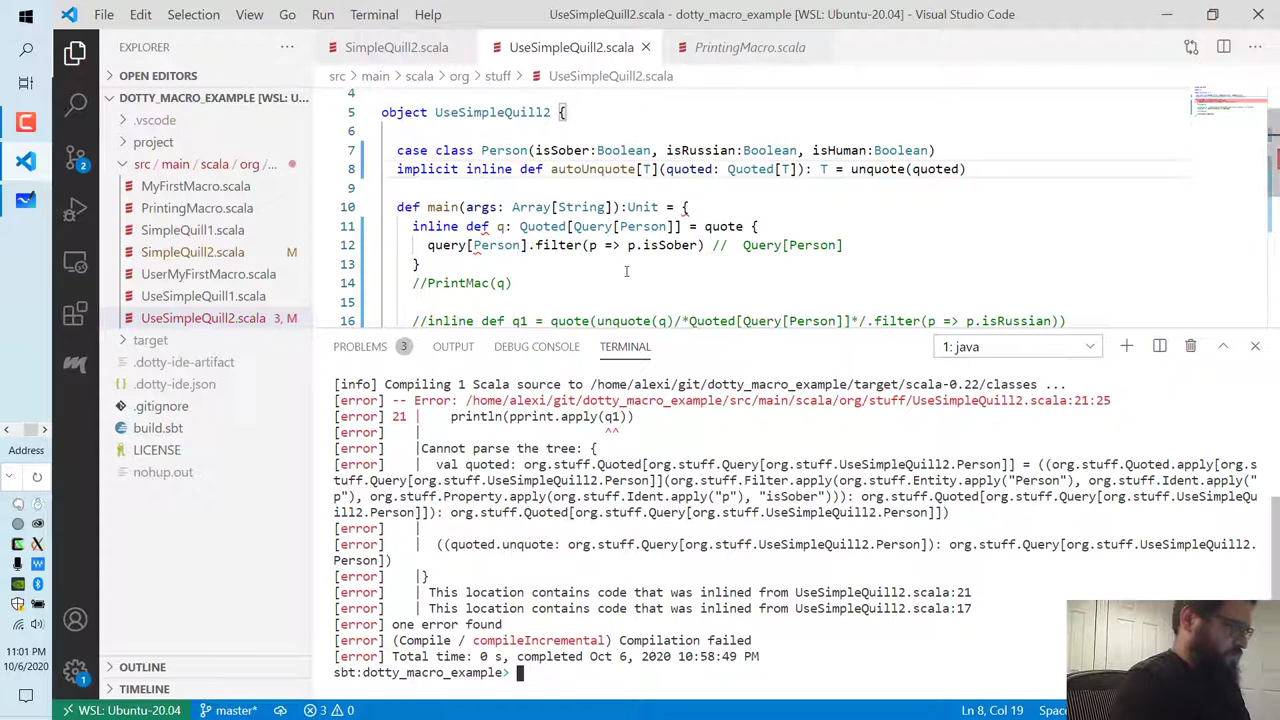 File Edit Selection View Go Run Terminal Help UseSimpleQuill2.scala - dotty_macro_example [WSL: Ubuntu-20.04] - Visual Studio Code
EXPLORER
OPEN EDITORS
DOTTY_MACRO_EXAMPLE [WSL: U...
.vscode
project
src / main / scala / org / ...
MyFirstMacro.scala
PrintingMacro.scala
SimpleQuill1.scala
SimpleQuill2.scala M
UserMyFirstMacro.scala
UseSimpleQuill1.scala
UseSimpleQuill2.scala 3, M
target
.dotty-ide-artifact
.dotty-ide.json
.gitignore
build.sbt
LICENSE
nohup.out
OUTLINE
TIMELINE
SimpleQuill2.scala UseSimpleQuill2.scala PrintingMacro.scala
src > main > scala > org > stuff > UseSimpleQuill2.scala
4
5 object UseSimpleQuill2 {
6
7 case class Person(isSober:Boolean, isRussian:Boolean, isHuman:Boolean)
8 implicit inline def autoUnquote[T](quoted: Quoted[T]): T = unquote(quoted)
9
10 def main(args: Array[String]):Unit = {
11 inline def q: Quoted[Query[Person]] = quote {
12 query[Person].filter(p => p.isSober) // Query[Person]
13 }
14 //PrintMac(q)
15
16 //inline def q1 = quote(unquote(q)/*Quoted[Query[Person]]*/.filter(p => p.isRussian))
PROBLEMS 3 OUTPUT DEBUG CONSOLE TERMINAL 1: java
[info] Compiling 1 Scala source to /home/alexi/git/dotty_macro_example/target/scala-0.22/classes ...
[error] -- Error: /home/alexi/git/dotty_macro_example/src/main/scala/org/stuff/UseSimpleQuill2.scala:21:25
[error] 21 | println(pprint.apply(q1))
[error] | ^^
[error] |Cannot parse the tree: {
[error] | val quoted: org.stuff.Quoted[org.stuff.Query[org.stuff.UseSimpleQuill2.Person]] = ((org.stuff.Quoted.apply[org.s
tuff.Query[org.stuff.UseSimpleQuill2.Person]](org.stuff.Filter.apply(org.stuff.Entity.apply("Person"), org.stuff.Ident.apply("
p"), org.stuff.Property.apply(org.stuff.Ident.apply("p"), "isSober"))): org.stuff.Quoted[org.stuff.Query[org.stuff.UseSimpleQu
ill2.Person]]): org.stuff.Quoted[org.stuff.Query[org.stuff.UseSimpleQuill2.Person]])
[error] |
[error] | ((quoted.unquote: org.stuff.Query[org.stuff.UseSimpleQuill2.Person]): org.stuff.Query[org.stuff.UseSimpleQuill2.
Person])
[error] |}
[error] | This location contains code that was inlined from UseSimpleQuill2.scala:21
[error] | This location contains code that was inlined from UseSimpleQuill2.scala:17
[error] one error found
[error] (Compile / compileIncremental) Compilation failed
[error] Total time: 0 s, completed Oct 6, 2020 10:58:49 PM
sbt:dotty_macro_example>
Address
11:01 PM
10/6/2020
2
1
WSL: Ubuntu-20.04 master* 3 0 Ln 8, Col 19